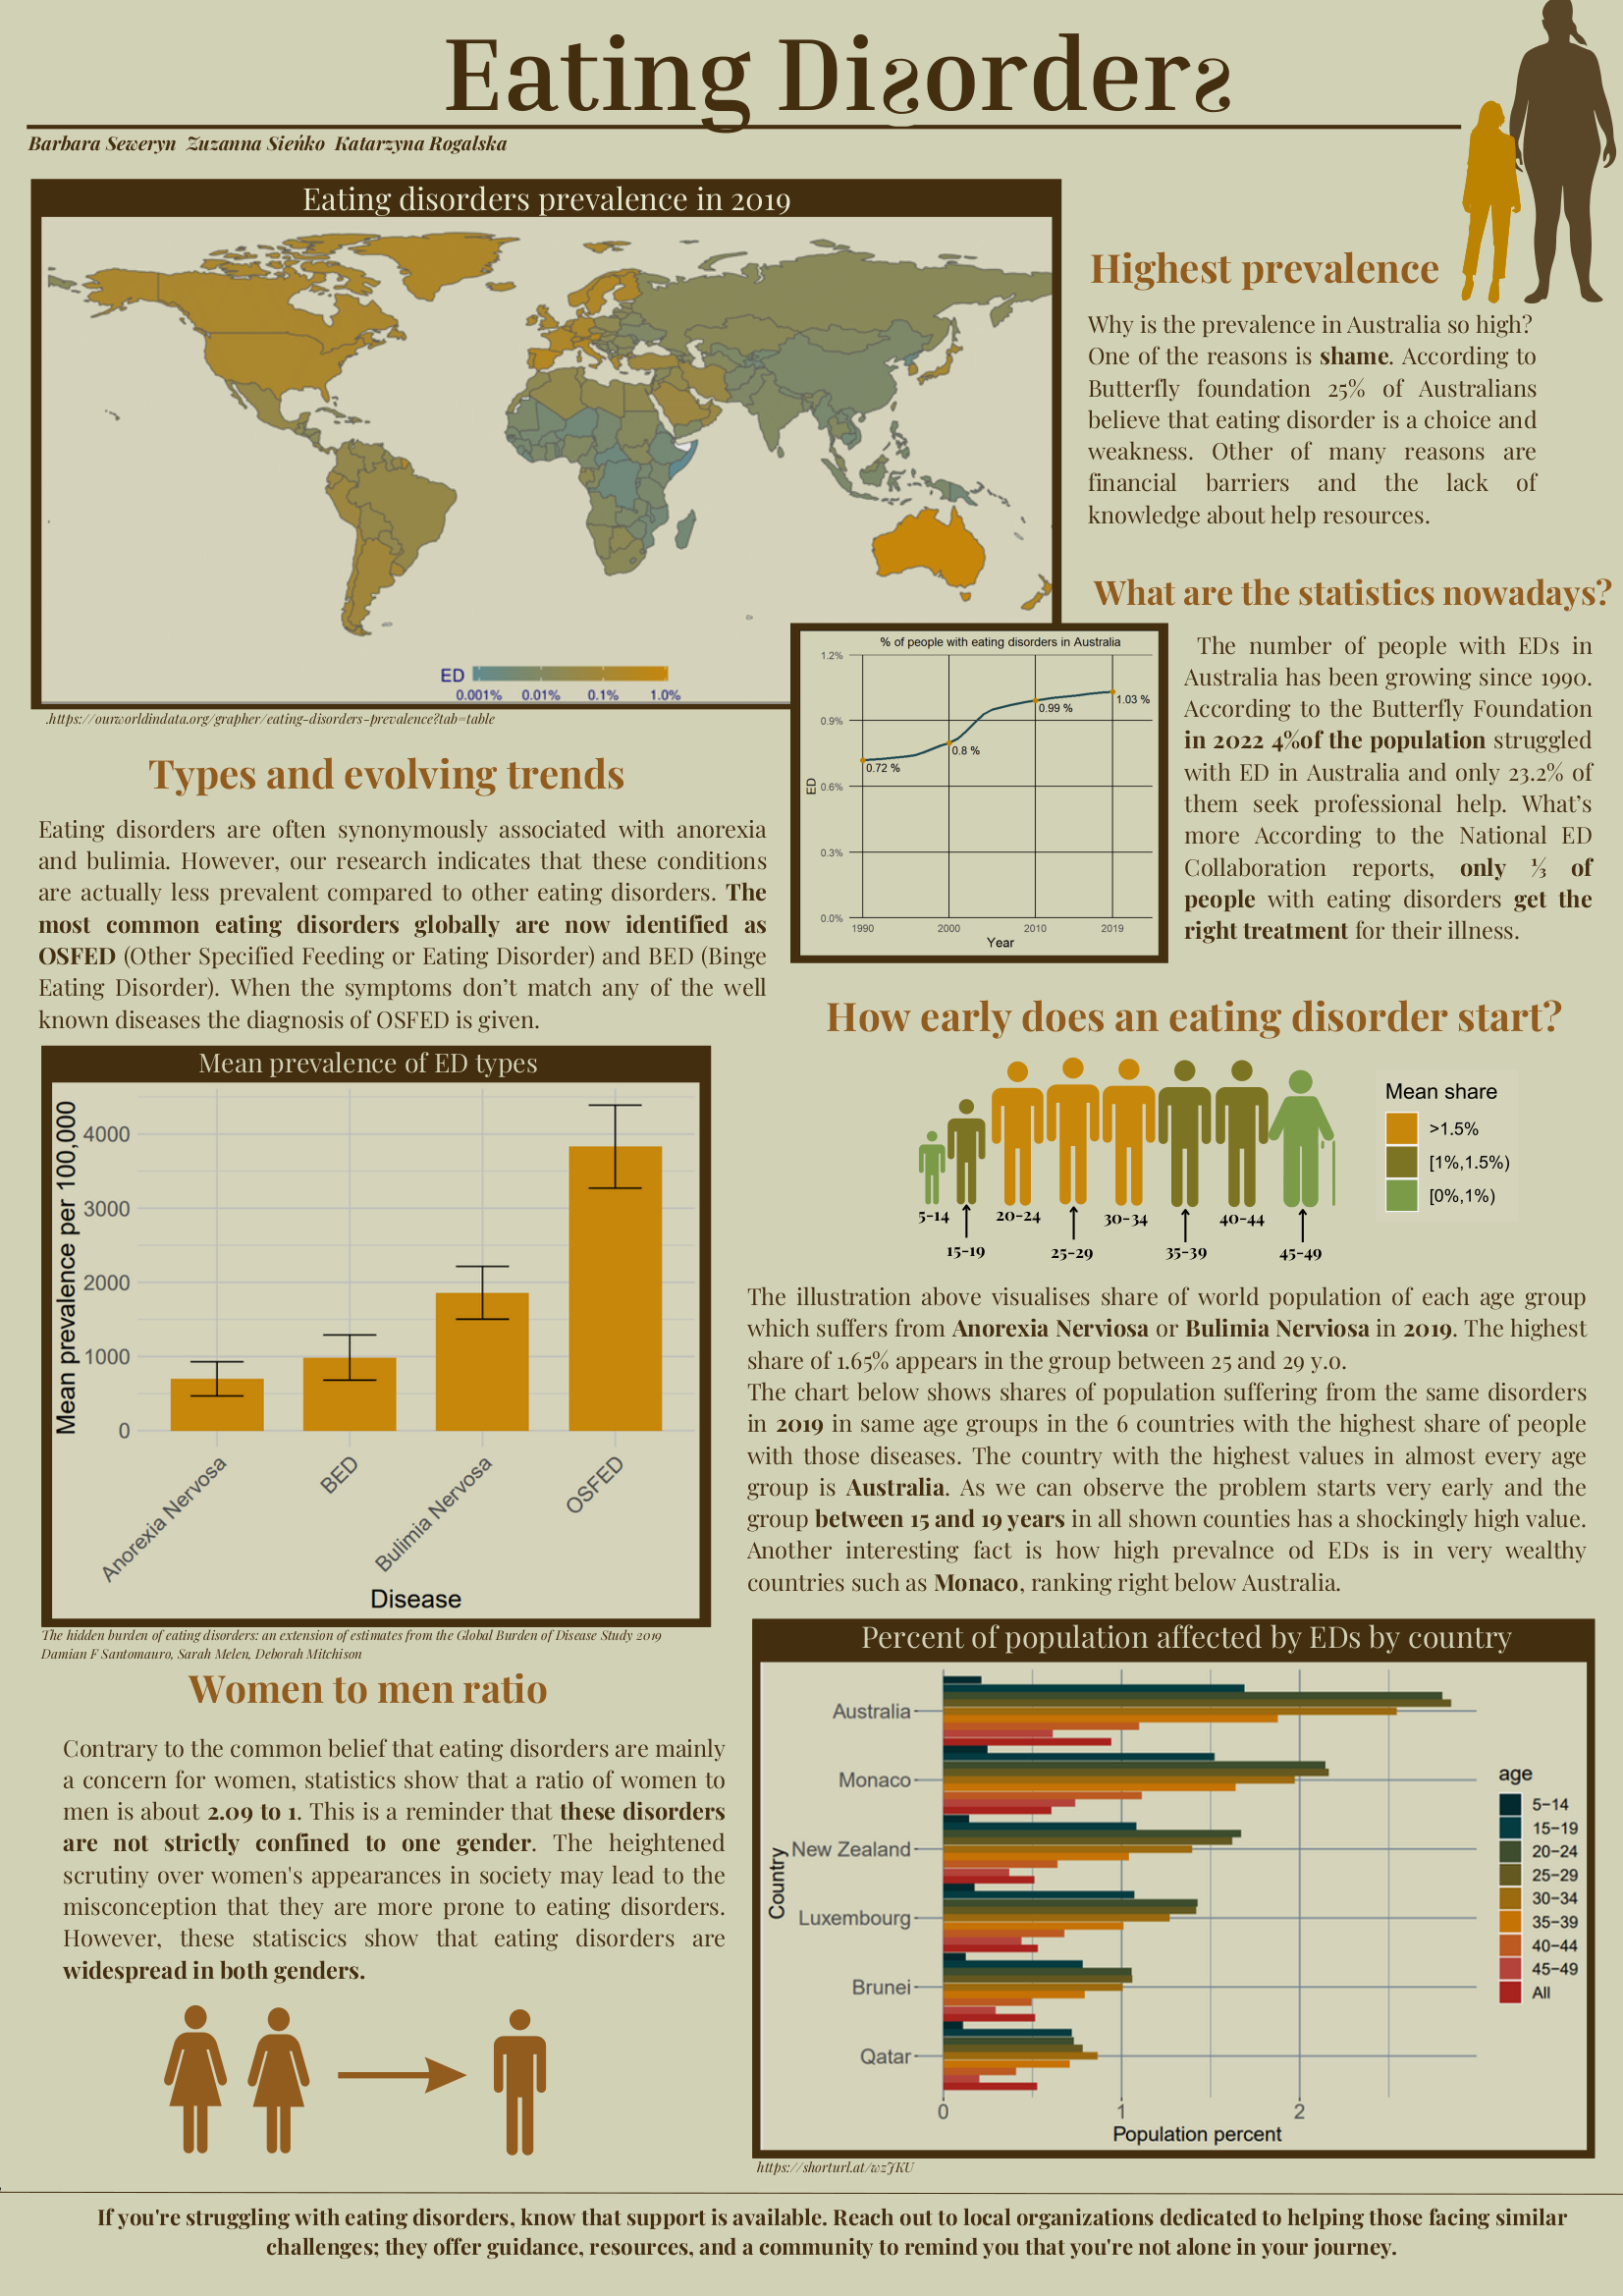 Eating Disorders
Barbara Seweryn Zuzanna Sieńko Katarzyna Rogalska
Eating disorders prevalence in 2019
ED
0.001% 0.01% 0.1% 1.0%
.https://ourworldindata.org/grapher/eating-disorders-prevalence?tab=table
Highest prevalence
Why is the prevalence in Australia so high?
One of the reasons is shame. According to
Butterfly foundation 25% of Australians
believe that eating disorder is a choice and
weakness. Other of many reasons are
financial barriers and the lack of
knowledge about help resources.
What are the statistics nowadays?
The number of people with EDs in
Australia has been growing since 1990.
According to the Butterfly Foundation
in 2022 4%of the population struggled
with ED in Australia and only 23.2% of
them seek professional help. What's
more According to the National ED
Collaboration reports, only ⅓ of
people with eating disorders get the
right treatment for their illness.
% of people with eating disorders in Australia
1.2%
0.9%
0.6%
0.3%
0.0%
ED
0.72 %
0.8 %
0.99 %
1.03 %
1990 2000 2010 2019
Year
Types and evolving trends
Eating disorders are often synonymously associated with anorexia
and bulimia. However, our research indicates that these conditions
are actually less prevalent compared to other eating disorders. The
most common eating disorders globally are now identified as
OSFED (Other Specified Feeding or Eating Disorder) and BED (Binge
Eating Disorder). When the symptoms don't match any of the well
known diseases the diagnosis of OSFED is given.
Mean prevalence of ED types
Mean prevalence per 100,000
4000
3000
2000
1000
0
Anorexia Nervosa
BED
Bulimia Nervosa
OSFED
Disease
The hidden burden of eating disorders: an extension of estimates from the Global Burden of Disease Study 2019
Damian F Santomauro, Sarah Melen, Deborah Mitchison
Women to men ratio
Contrary to the common belief that eating disorders are mainly
a concern for women, statistics show that a ratio of women to
men is about 2.09 to 1. This is a reminder that these disorders
are not strictly confined to one gender. The heightened
scrutiny over women's appearances in society may lead to the
misconception that they are more prone to eating disorders.
However, these statiscics show that eating disorders are
widespread in both genders.
How early does an eating disorder start?
5-14
15-19
20-24
25-29
30-34
35-39
40-44
45-49
Mean share
>1.5%
[1%,1.5%)
[0%,1%)
The illustration above visualises share of world population of each age group
which suffers from Anorexia Nerviosa or Bulimia Nerviosa in 2019. The highest
share of 1.65% appears in the group between 25 and 29 y.o.
The chart below shows shares of population suffering from the same disorders
in 2019 in same age groups in the 6 countries with the highest share of people
with those diseases. The country with the highest values in almost every age
group is Australia. As we can observe the problem starts very early and the
group between 15 and 19 years in all shown counties has a shockingly high value.
Another interesting fact is how high prevalnce od EDs is in very wealthy
countries such as Monaco, ranking right below Australia.
Percent of population affected by EDs by country
Country
Australia
Monaco
New Zealand
Luxembourg
Brunei
Qatar
0 1 2
Population percent
age
5−14
15−19
20−24
25−29
30−34
35−39
40−44
45−49
All
https://shorturl.at/wzJKU
If you're struggling with eating disorders, know that support is available. Reach out to local organizations dedicated to helping those facing similar
challenges; they offer guidance, resources, and a community to remind you that you're not alone in your journey.